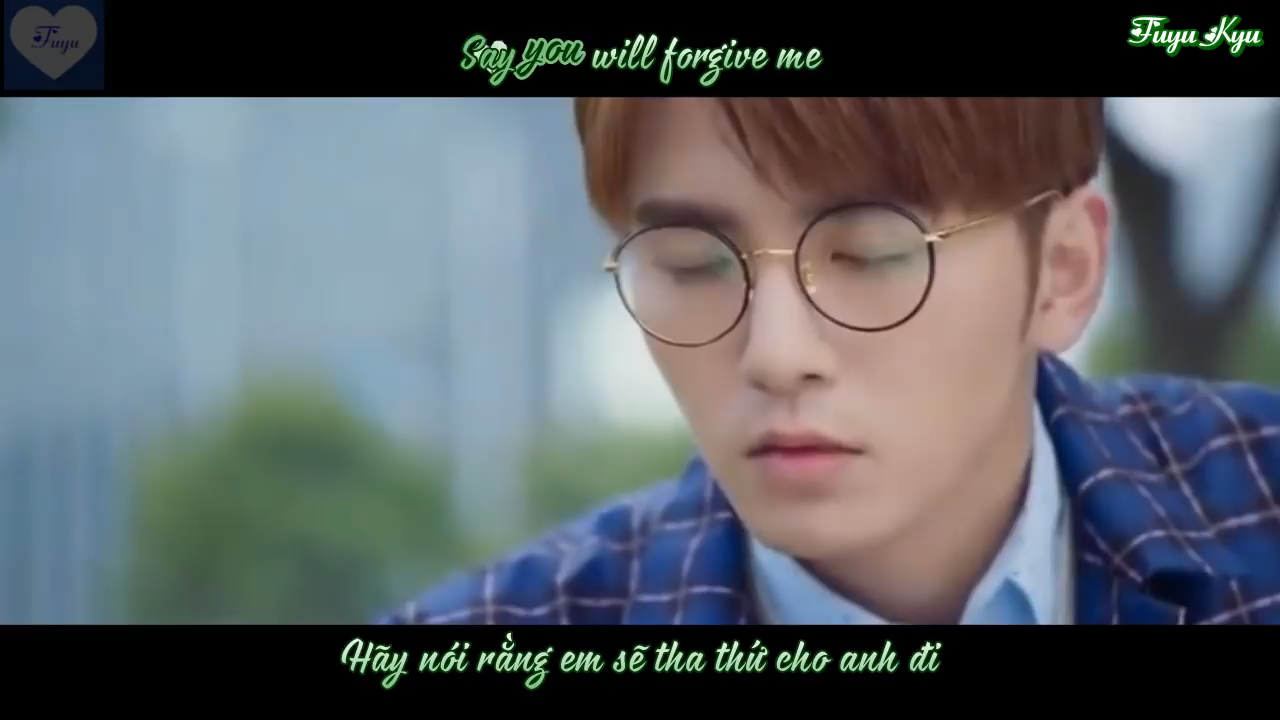 Fuyu
Say you will forgive me
Fuyu Kyu
Hãy nói rằng em sẽ tha thứ cho anh đi